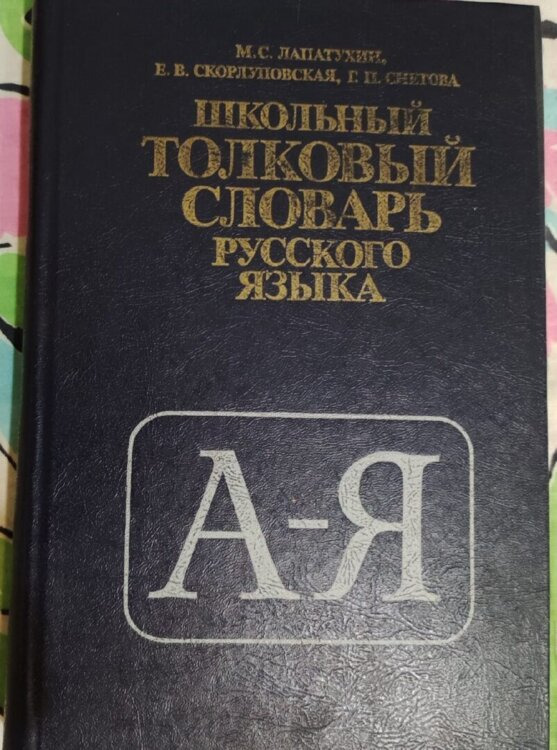 М. С. ЛАПАТУХИН,
Е. В. СКОРЛУПОВСКАЯ, Г. П. СНЕТОВА
ШКОЛЬНЫЙ
ТОЛКОВЫЙ
СЛОВАРЬ
РУССКОГО
ЯЗЫКА
А-Я